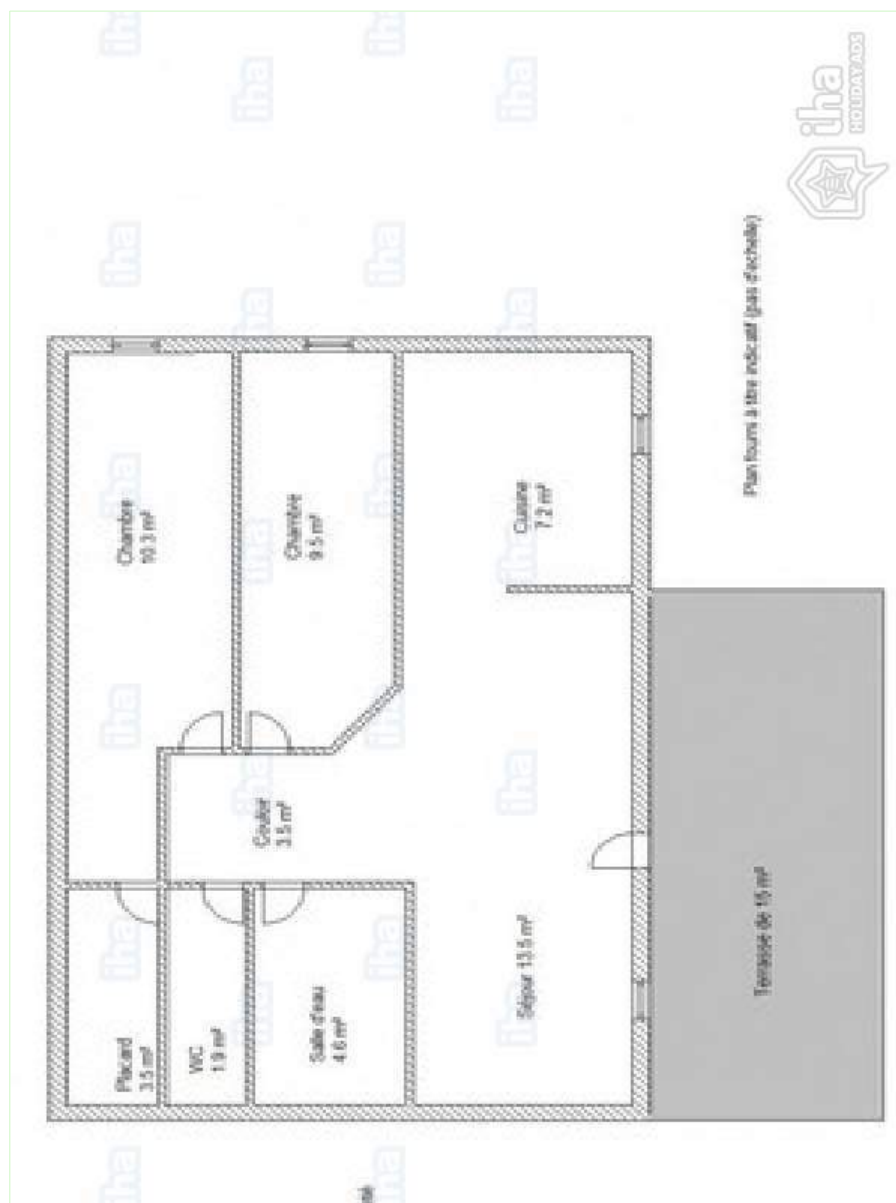 iha
HOLIDAY ADS
Plan fourni à titre indicatif (pas d'échelle)
Chambre
10.3 m²
Chambre
9.5 m²
Cuisine
7.2 m²
Couloir
3.5 m²
Placard
3.5 m²
WC
1.9 m²
Salle d'eau
4.6 m²
Séjour 13.5 m²
Terrasse de 15 m²